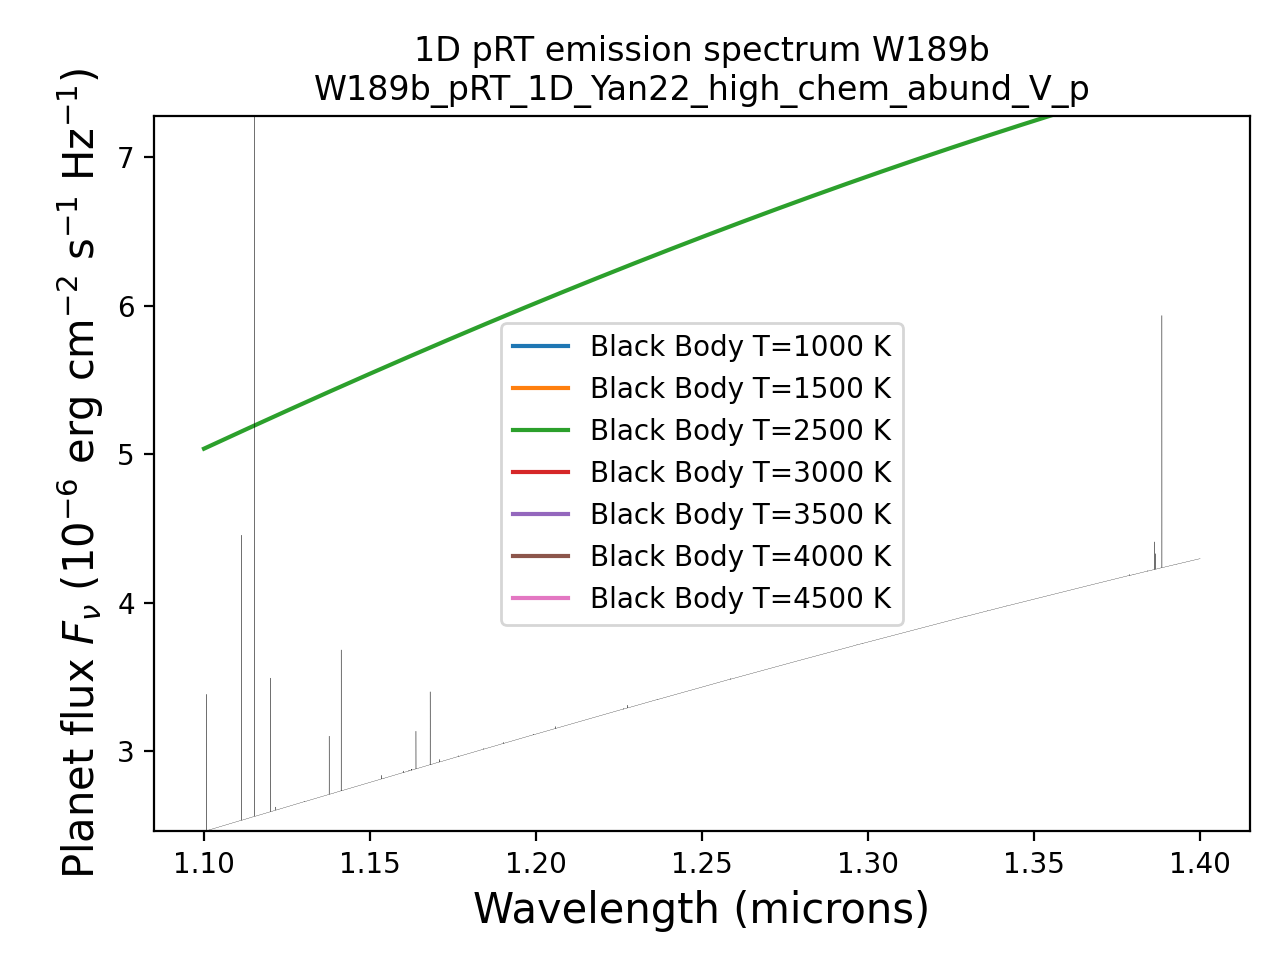 1D pRT emission spectrum W189b
W189b_pRT_1D_Yan22_high_chem_abund_V_p
Planet flux $F_\nu$ (10$^{-6}$ erg cm$^{-2}$ s$^{-1}$ Hz$^{-1}$)
7
6
5
4
3
Black Body T=1000 K
Black Body T=1500 K
Black Body T=2500 K
Black Body T=3000 K
Black Body T=3500 K
Black Body T=4000 K
Black Body T=4500 K
1.10 1.15 1.20 1.25 1.30 1.35 1.40
Wavelength (microns)